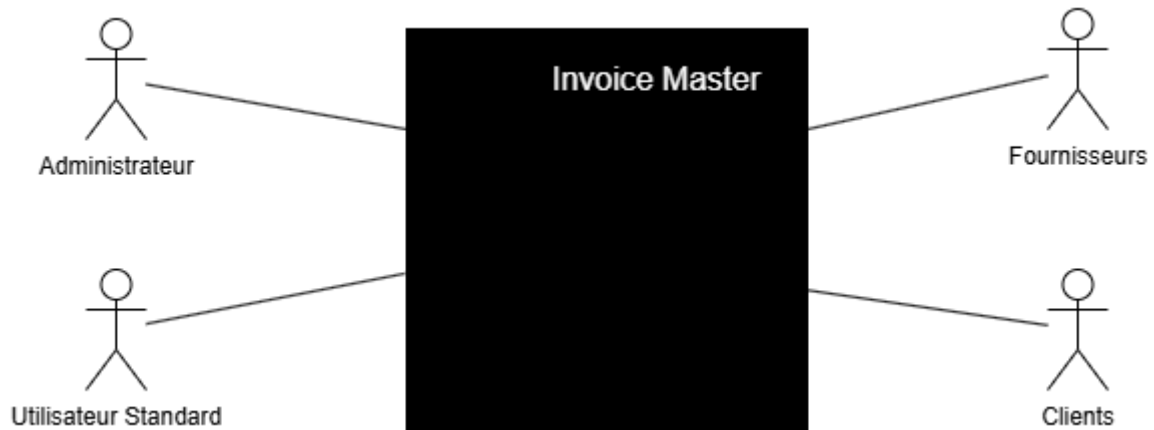 Invoice Master
Administrateur
Fournisseurs
Utilisateur Standard
Clients